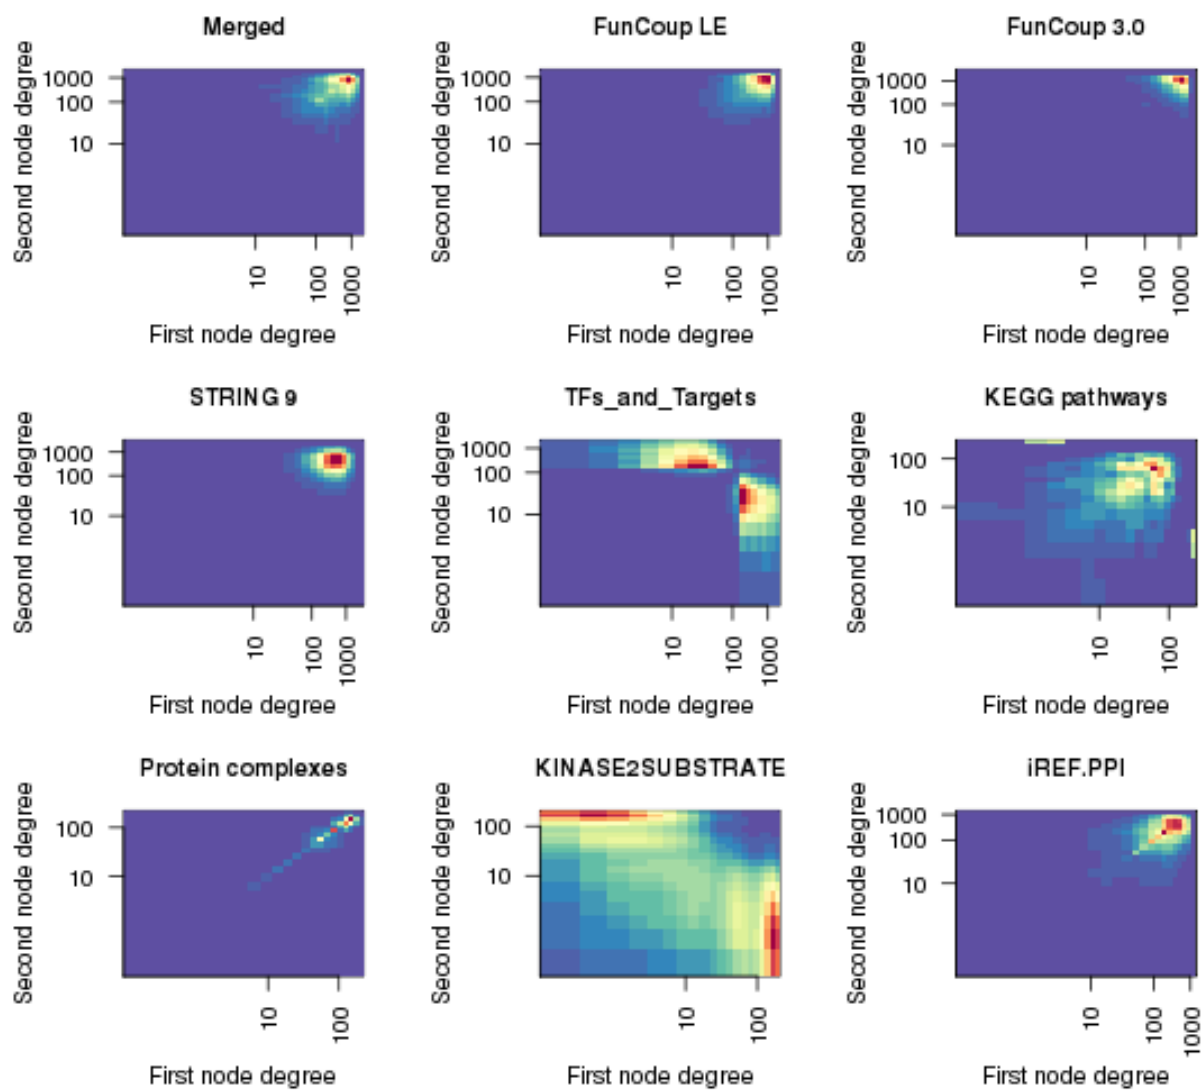 Merged
FunCoup LE
FunCoup 3.0
Second node degree
1000
100
10
10
100
1000
First node degree
Second node degree
1000
100
10
10
100
1000
First node degree
Second node degree
1000
100
10
10
100
1000
First node degree
STRING 9
TFs_and_Targets
KEGG pathways
Second node degree
1000
100
10
10
100
1000
First node degree
Second node degree
1000
100
10
10
100
1000
First node degree
Second node degree
100
10
10
100
First node degree
Protein complexes
KINASE2SUBSTRATE
iREF.PPI
Second node degree
100
10
10
100
First node degree
Second node degree
100
10
10
100
First node degree
Second node degree
1000
100
10
10
100
1000
First node degree